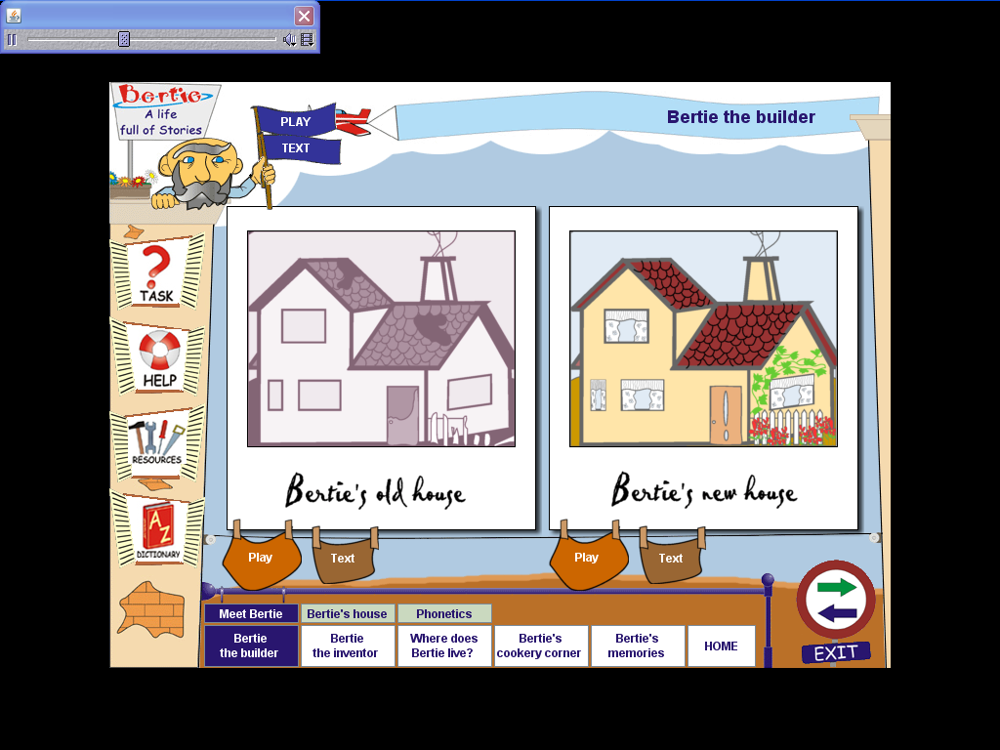 Bertie
A life
full of Stories
PLAY
TEXT
Bertie the builder
TASK
HELP
RESOURCES
A
Z
DICTIONARY
Bertie's old house
Bertie's new house
Play
Text
Play
Text
Meet Bertie
Bertie's house
Phonetics
Bertie
the builder
Bertie
the inventor
Where does
Bertie live?
Bertie's
cookery corner
Bertie's
memories
HOME
EXIT